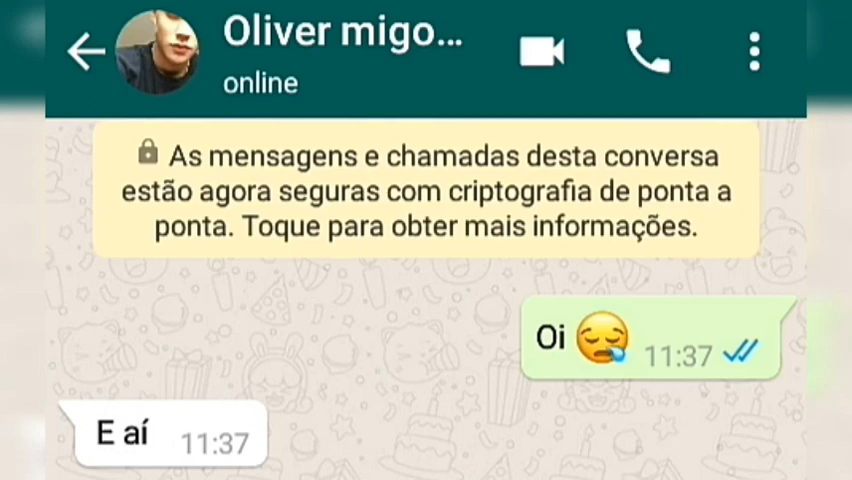 Oliver migo...
online
As mensagens e chamadas desta conversa
estão agora seguras com criptografia de ponta a
ponta. Toque para obter mais informações.
Oi 😪 11:37
E aí 11:37